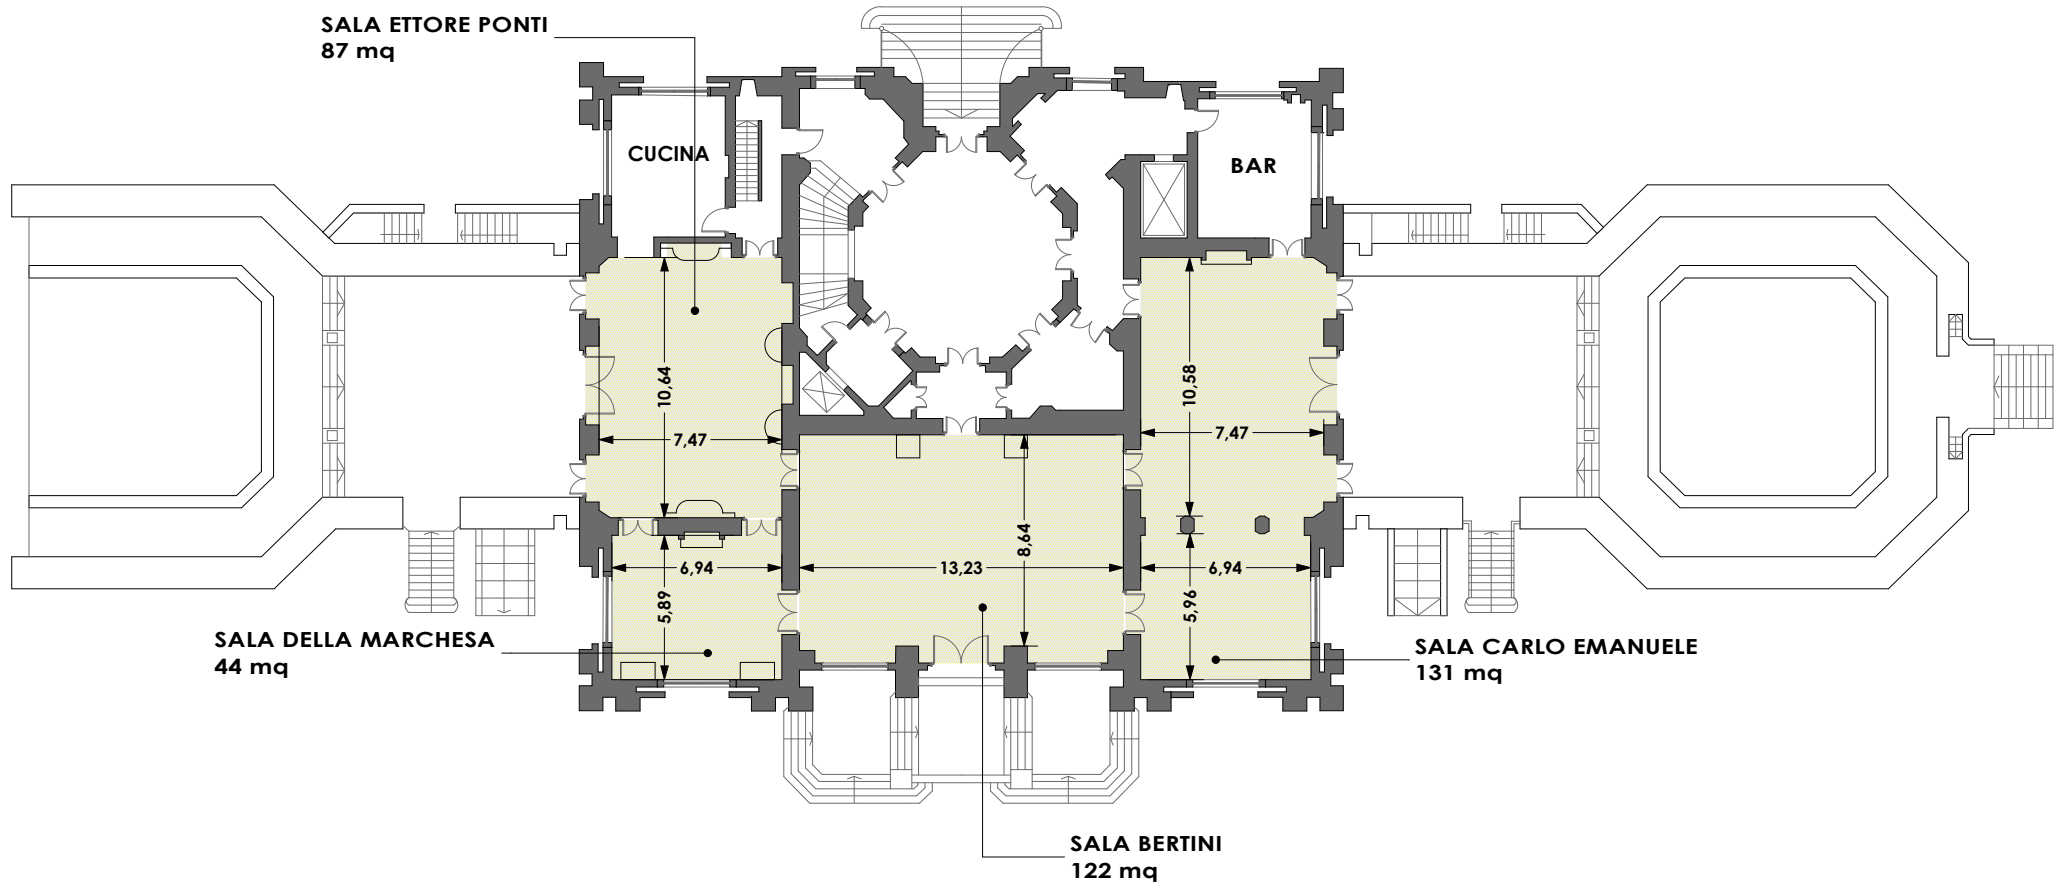 SALA ETTORE PONTI
87 mq
CUCINA
BAR
10,64
7,47
10,58
7,47
8,64
6,94
13,23
6,94
5,89
5,96
SALA DELLA MARCHESA
44 mq
SALA CARLO EMANUELE
131 mq
SALA BERTINI
122 mq